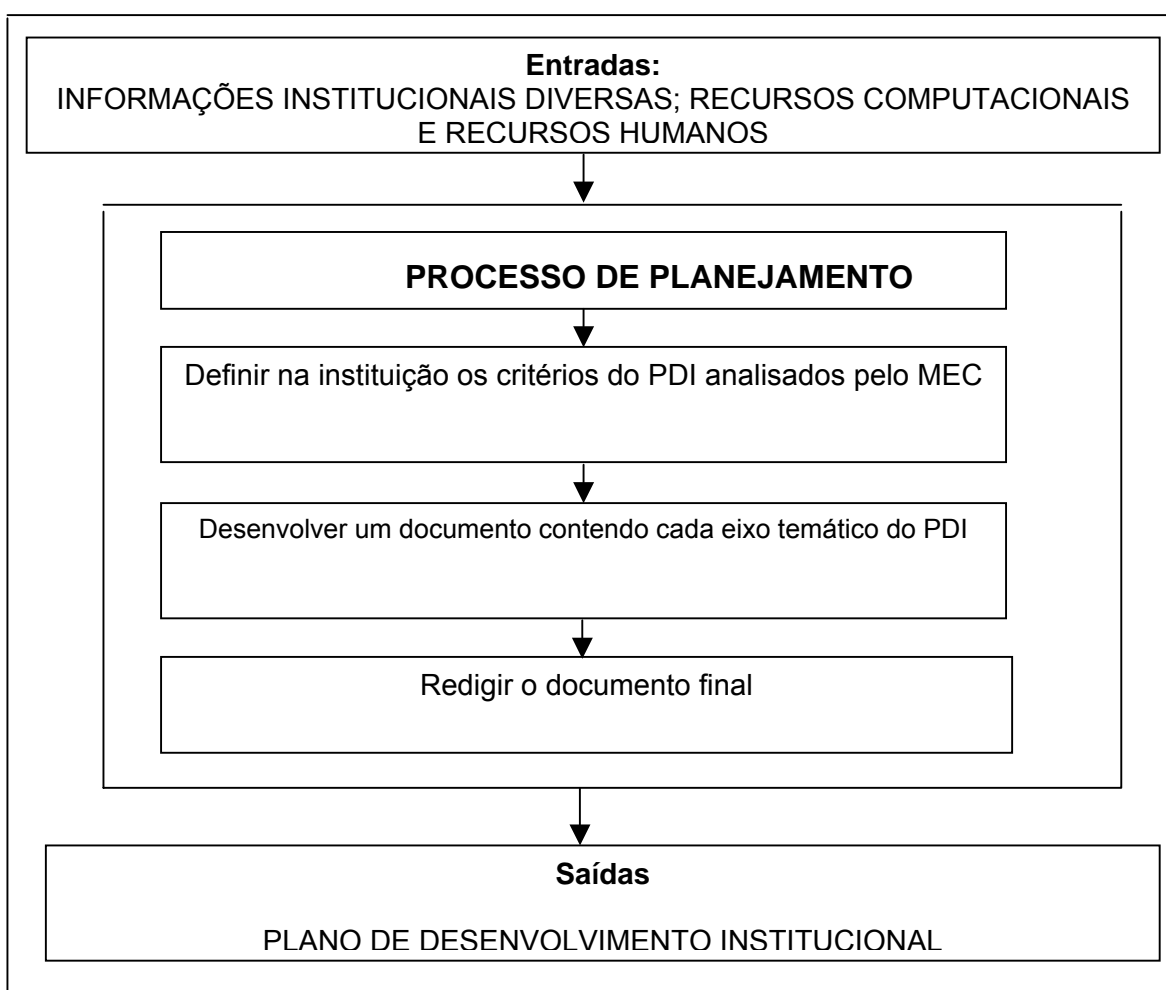 Entradas:
INFORMAÇÕES INSTITUCIONAIS DIVERSAS; RECURSOS COMPUTACIONAIS
E RECURSOS HUMANOS
PROCESSO DE PLANEJAMENTO
Definir na instituição os critérios do PDI analisados pelo MEC
Desenvolver um documento contendo cada eixo temático do PDI
Redigir o documento final
Saídas
PLANO DE DESENVOLVIMENTO INSTITUCIONAL